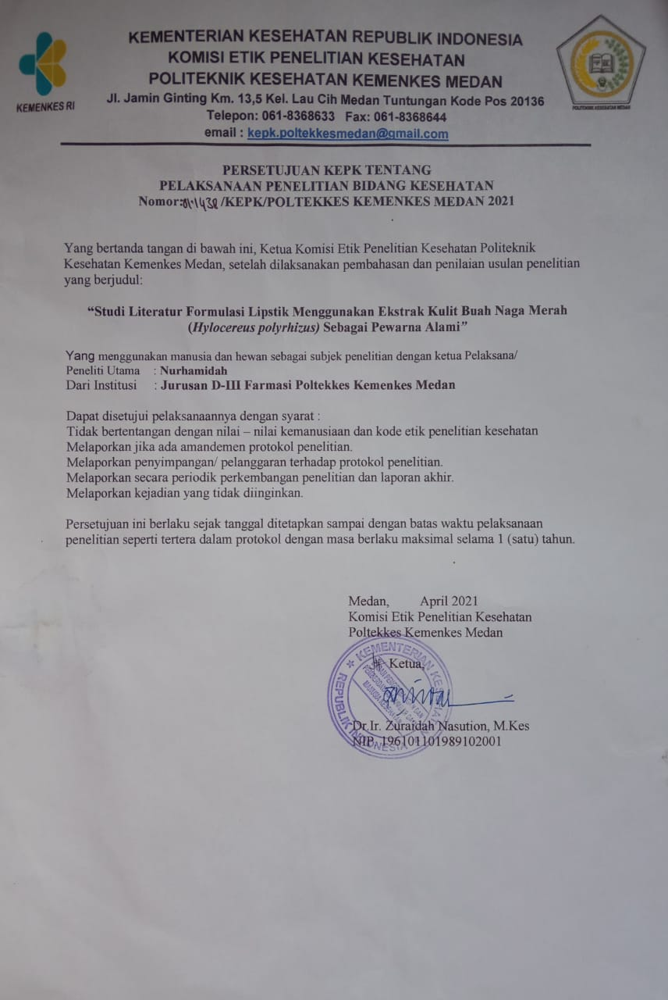 KEMENTERIAN KESEHATAN REPUBLIK INDONESIA
KOMISI ETIK PENELITIAN KESEHATAN
POLITEKNIK KESEHATAN KEMENKES MEDAN
Jl. Jamin Ginting Km. 13,5 Kel. Lau Cih Medan Tuntungan Kode Pos 20136
Telepon: 061-8368633 Fax: 061-8368644
email : kepk.poltekkesmedan@gmail.com
KEMENKES RI
POLITEKNIK KESEHATAN MEDAN
PERSETUJUAN KEPK TENTANG
PELAKSANAAN PENELITIAN BIDANG KESEHATAN
Nomor: /KEPK/POLTEKKES KEMENKES MEDAN 2021
Yang bertanda tangan di bawah ini, Ketua Komisi Etik Penelitian Kesehatan Politeknik
Kesehatan Kemenkes Medan, setelah dilaksanakan pembahasan dan penilaian usulan penelitian
yang berjudul:
“Studi Literatur Formulasi Lipstik Menggunakan Ekstrak Kulit Buah Naga Merah
(Hylocereus polyrhizus) Sebagai Pewarna Alami”
Yang menggunakan manusia dan hewan sebagai subjek penelitian dengan ketua Pelaksana/
Peneliti Utama : Nurhamidah
Dari Institusi : Jurusan D-III Farmasi Poltekkes Kemenkes Medan
Dapat disetujui pelaksanaannya dengan syarat :
Tidak bertentangan dengan nilai – nilai kemanusiaan dan kode etik penelitian kesehatan
Melaporkan jika ada amandemen protokol penelitian.
Melaporkan penyimpangan/ pelanggaran terhadap protokol penelitian.
Melaporkan secara periodik perkembangan penelitian dan laporan akhir.
Melaporkan kejadian yang tidak diinginkan.
Persetujuan ini berlaku sejak tanggal ditetapkan sampai dengan batas waktu pelaksanaan
penelitian seperti tertera dalam protokol dengan masa berlaku maksimal selama 1 (satu) tahun.
Medan, April 2021
Komisi Etik Penelitian Kesehatan
Poltekkes Kemenkes Medan
Ketua,
Dr.Ir. Zuraidah Nasution, M.Kes
NIP. 196101101989102001
KEMENTERIAN KESEHATAN
REPUBLIK INDONESIA